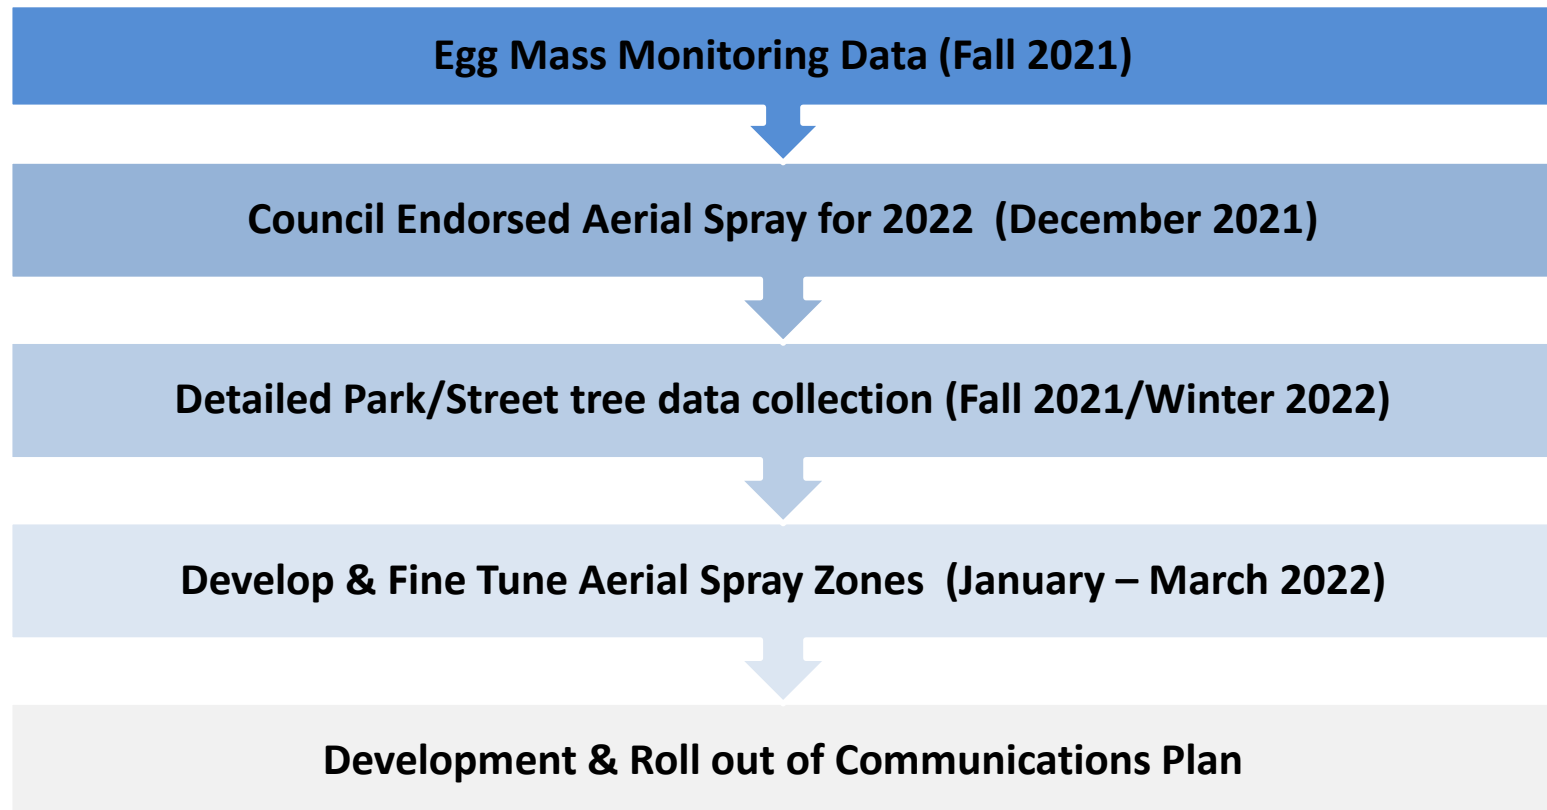 Egg Mass Monitoring Data (Fall 2021)
Council Endorsed Aerial Spray for 2022  (December 2021)
Detailed Park/Street tree data collection (Fall 2021/Winter 2022)
Develop & Fine Tune Aerial Spray Zones  (January – March 2022)
Development & Roll out of Communications Plan